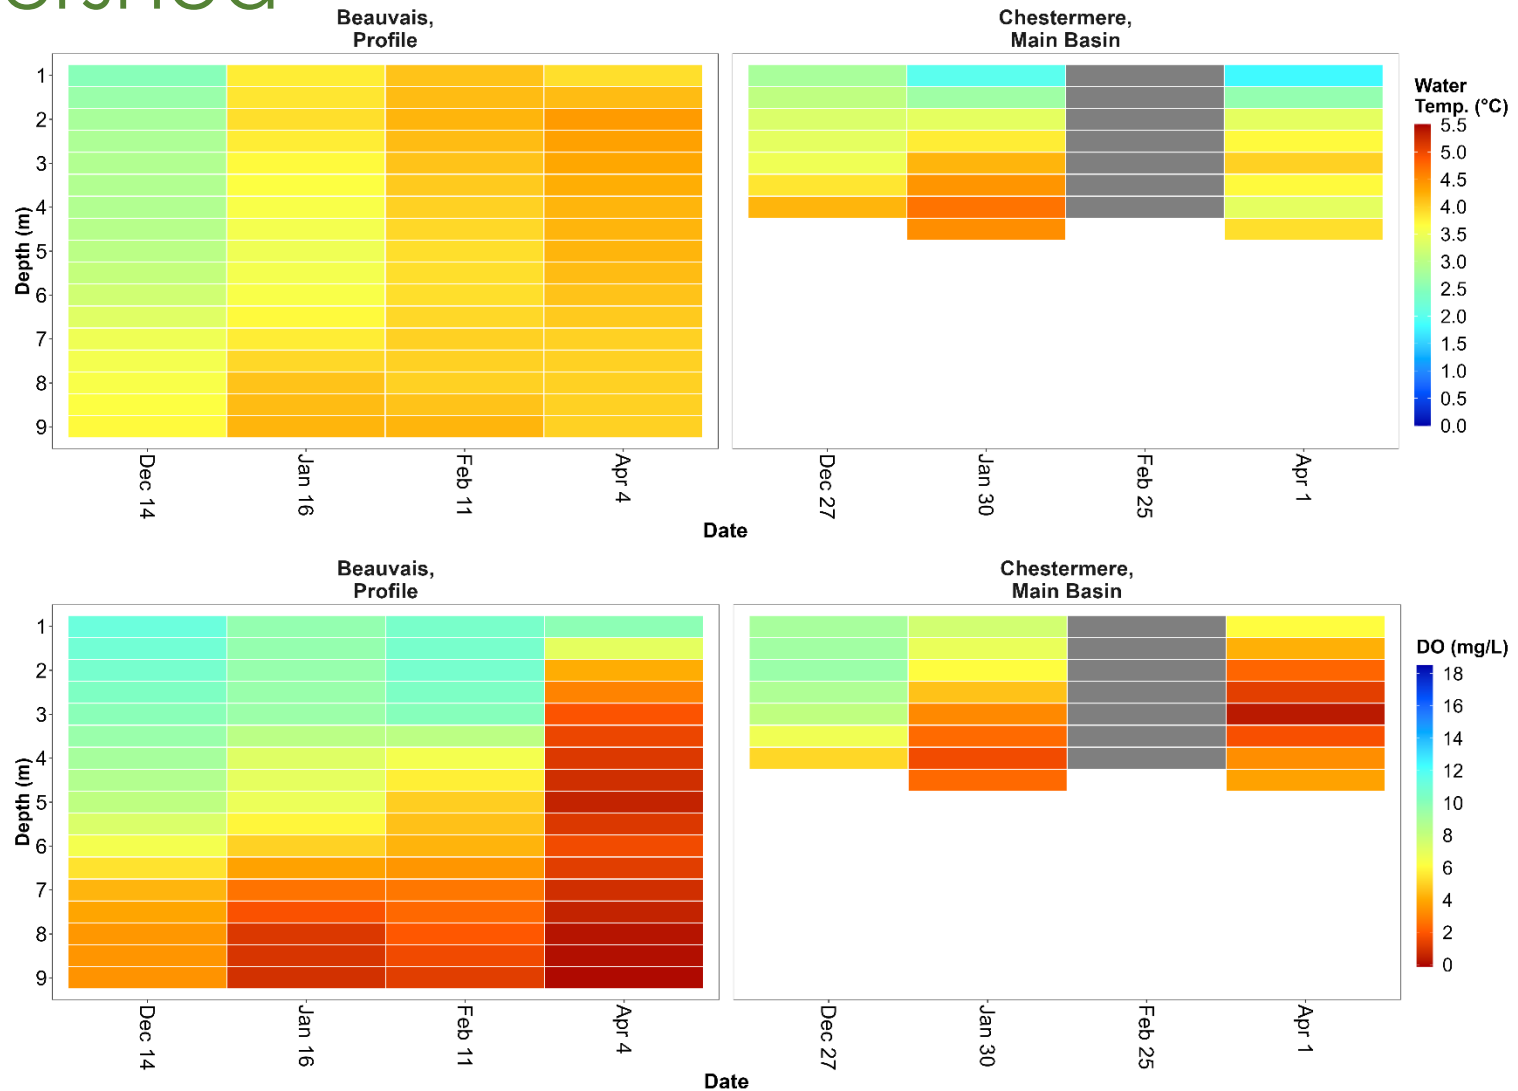 Beauvais,
Profile
Chestermere,
Main Basin
Depth (m)
1
2
3
4
5
6
7
8
9
Dec 14
Jan 16
Feb 11
Apr 4
Dec 27
Jan 30
Feb 25
Apr 1
Date
Water
Temp. (°C)
5.5
5.0
4.5
4.0
3.5
3.0
2.5
2.0
1.5
1.0
0.5
0.0
Beauvais,
Profile
Chestermere,
Main Basin
Depth (m)
1
2
3
4
5
6
7
8
9
Dec 14
Jan 16
Feb 11
Apr 4
Dec 27
Jan 30
Feb 25
Apr 1
Date
DO (mg/L)
18
16
14
12
10
8
6
4
2
0